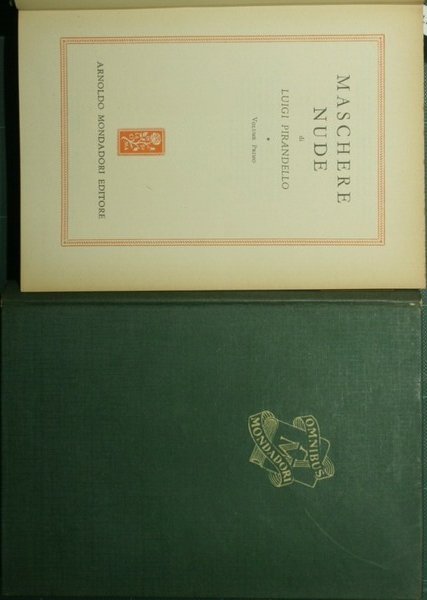 MASCHERE
NUDE
di
LUIGI PIRANDELLO
*
VOLUME PRIMO
ARNOLDO MONDADORI EDITORE
OMNIBUS
MONDADORI